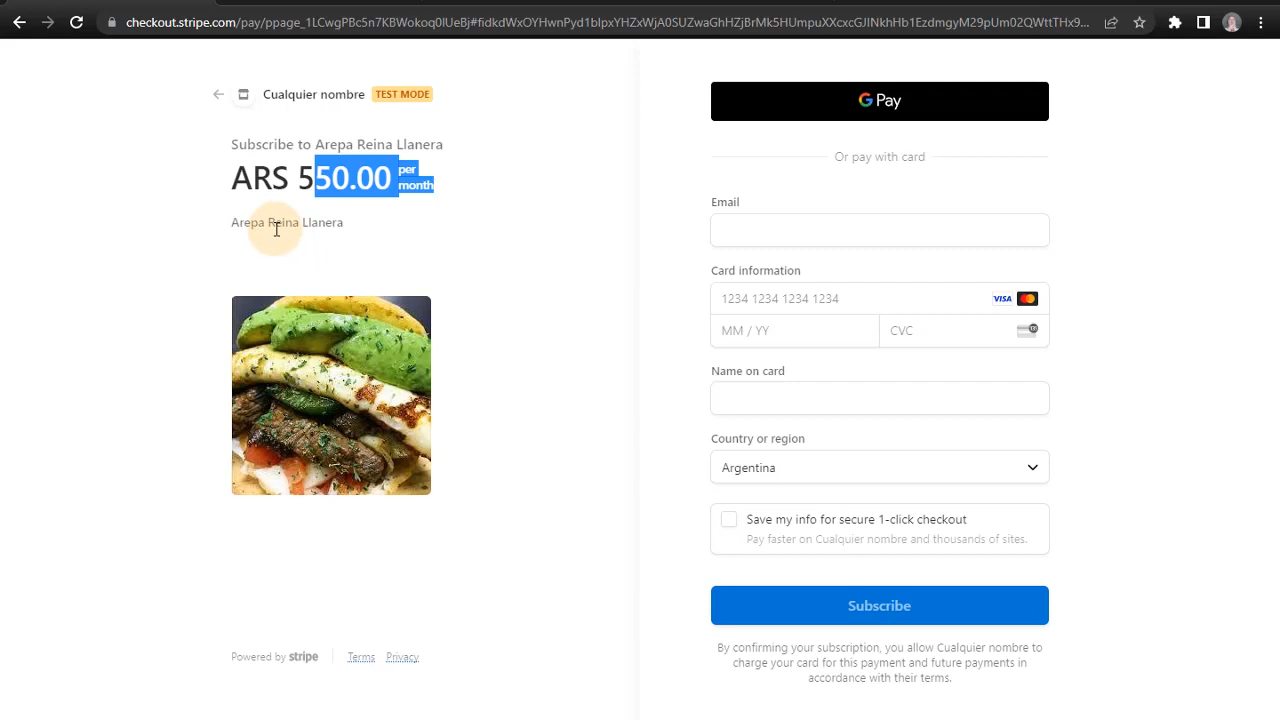 checkout.stripe.com/pay/ppage_1LCwgPBc5n7KBWokoq0lUeBj#fidkdWxOYHwnPyd1blpxYHZxWjA0SUZwaGhHZjBrMk5HUmpuXXcxcGJlNkhHb1EzdmgyM29pUm02QWttTHx9...
Cualquier nombre TEST MODE
Subscribe to Arepa Reina Llanera
ARS 550.00 per month
Arepa Reina Llanera
Powered by stripe Terms Privacy
G Pay
Or pay with card
Email
Card information
1234 1234 1234 1234 VISA
MM / YY CVC
Name on card
Country or region
Argentina
Save my info for secure 1-click checkout
Pay faster on Cualquier nombre and thousands of sites.
Subscribe
By confirming your subscription, you allow Cualquier nombre to
charge your card for this payment and future payments in
accordance with their terms.